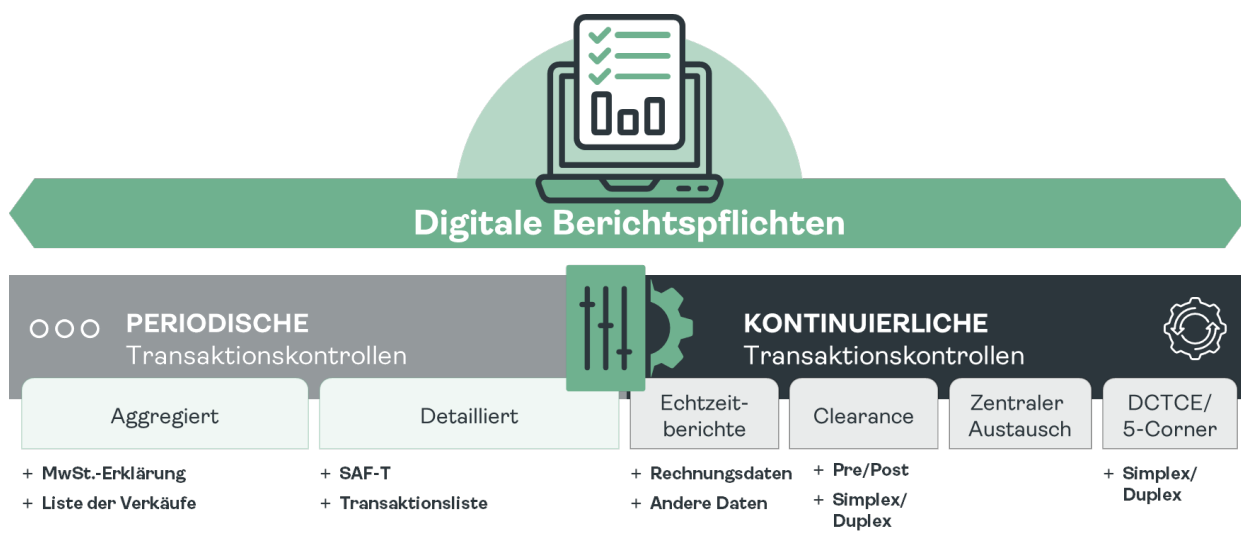 Digitale Berichtspflichten
PERIODISCHE
Transaktionskontrollen
KONTINUIERLICHE
Transaktionskontrollen
Aggregiert
+ MwSt.-Erklärung
+ Liste der Verkäufe
Detailliert
+ SAF-T
+ Transaktionsliste
Echtzeit-
berichte
+ Rechnungsdaten
+ Andere Daten
Clearance
+ Pre/Post
+ Simplex/
Duplex
Zentraler
Austausch
DCTCE/
5-Corner
+ Simplex/
Duplex